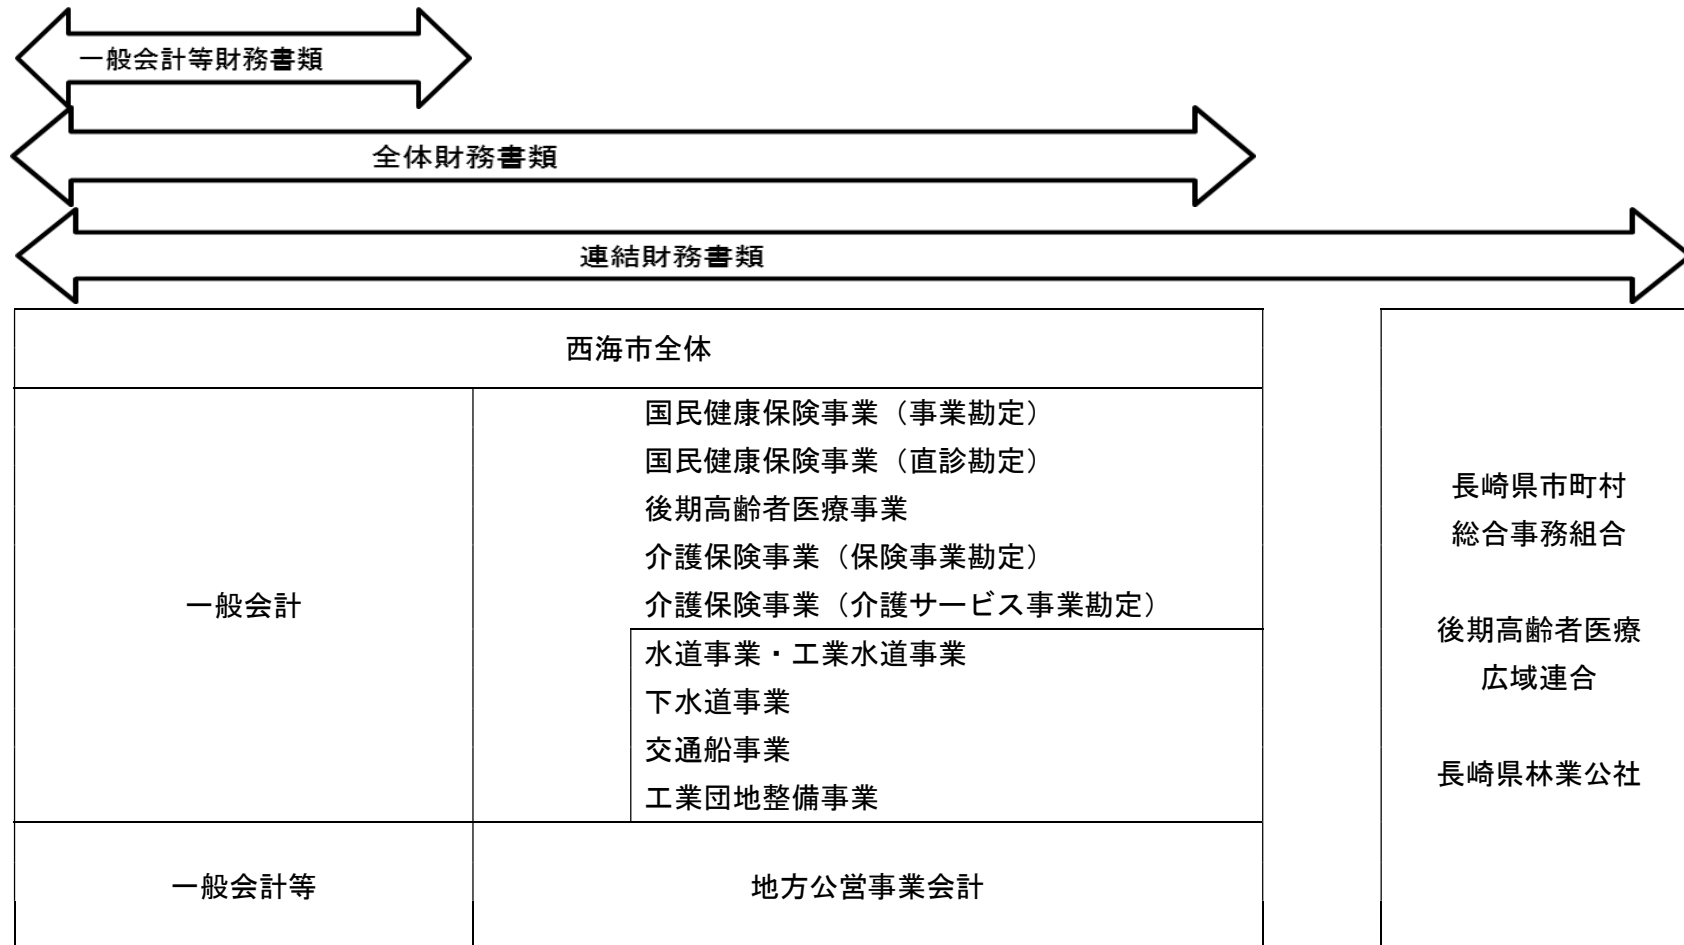 一般会計等財務書類
全体財務書類
連結財務書類
西海市全体
一般会計
国民健康保険事業（事業勘定）
国民健康保険事業（直診勘定）
後期高齢者医療事業
介護保険事業（保険事業勘定）
介護保険事業（介護サービス事業勘定）
水道事業・工業水道事業
下水道事業
交通船事業
工業団地整備事業
一般会計等
地方公営事業会計
長崎県市町村
総合事務組合
後期高齢者医療
広域連合
長崎県林業公社